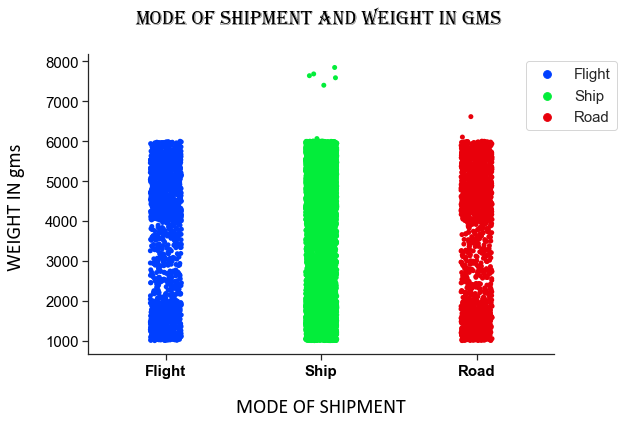 MODE OF SHIPMENT AND WEIGHT IN GMS
8000
7000
6000
5000
4000
3000
2000
1000
WEIGHT IN gms
Flight
Ship
Road
Flight Ship Road
MODE OF SHIPMENT